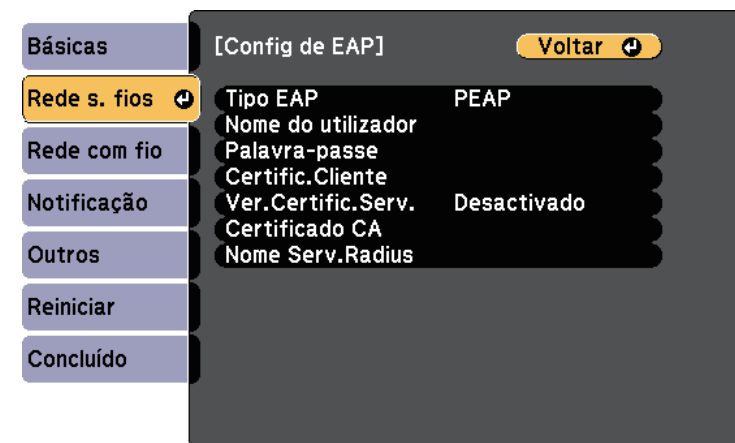 Básicas
Rede s. fios
Rede com fio
Notificação
Outros
Reiniciar
Concluído
[Config de EAP]
Voltar
Tipo EAP PEAP
Nome do utilizador
Palavra-passe
Certific.Cliente
Ver.Certific.Serv. Desactivado
Certificado CA
Nome Serv.Radius